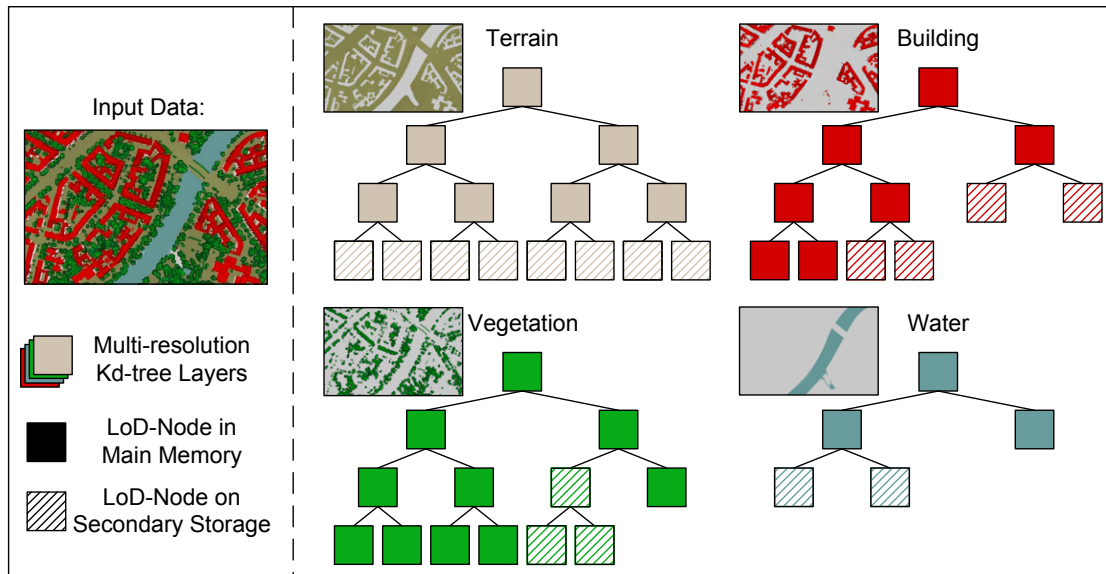 Input Data:
Multi-resolution
Kd-tree Layers
LoD-Node in
Main Memory
LoD-Node on
Secondary Storage
Terrain
Building
Vegetation
Water